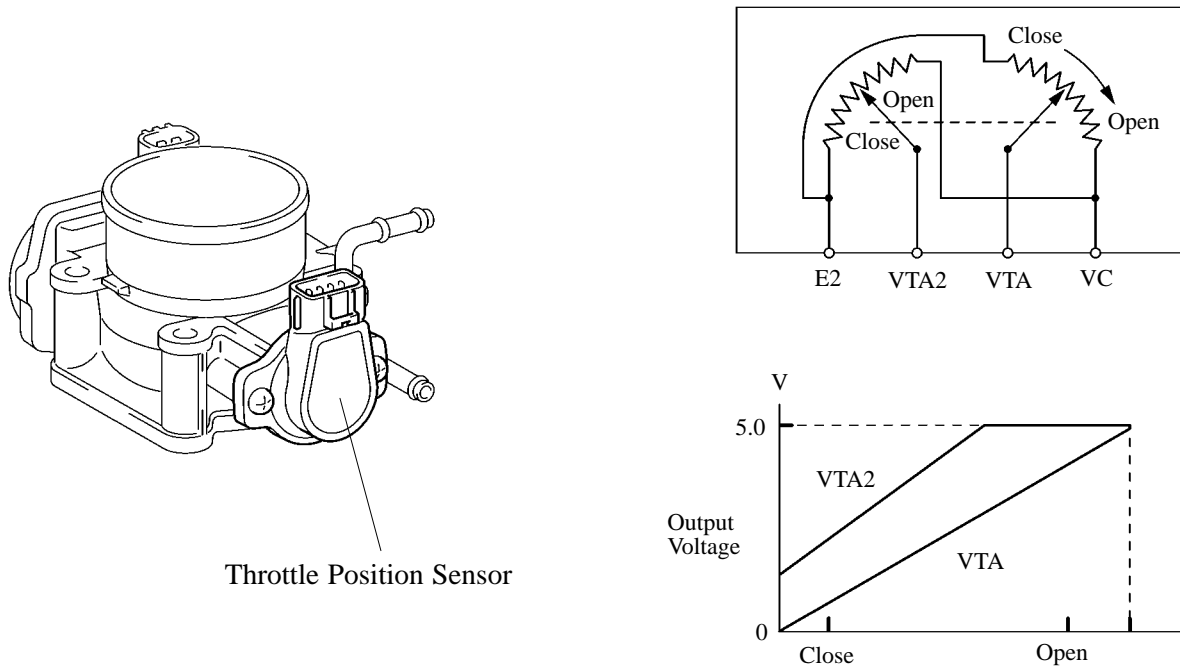 Throttle Position Sensor
Close
Open
Open
Close
E2
VTA2
VTA
VC
V
5.0
VTA2
Output
Voltage
VTA
0
Close
Open